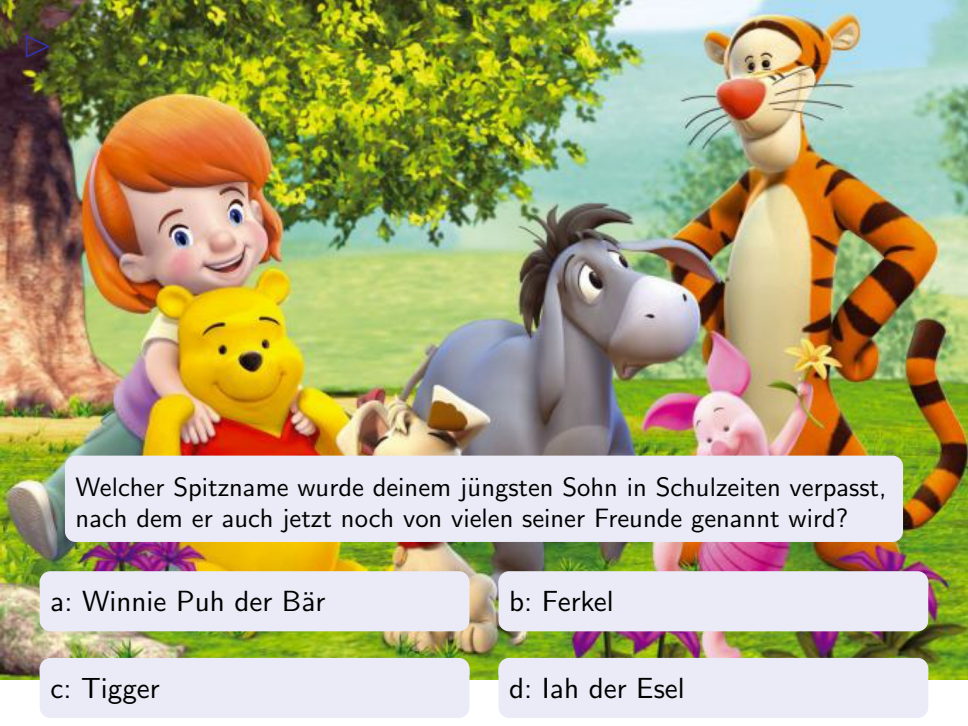 Welcher Spitzname wurde deinem jüngsten Sohn in Schulzeiten verpasst,
nach dem er auch jetzt noch von vielen seiner Freunde genannt wird?
a: Winnie Puh der Bär
b: Ferkel
c: Tigger
d: Iah der Esel